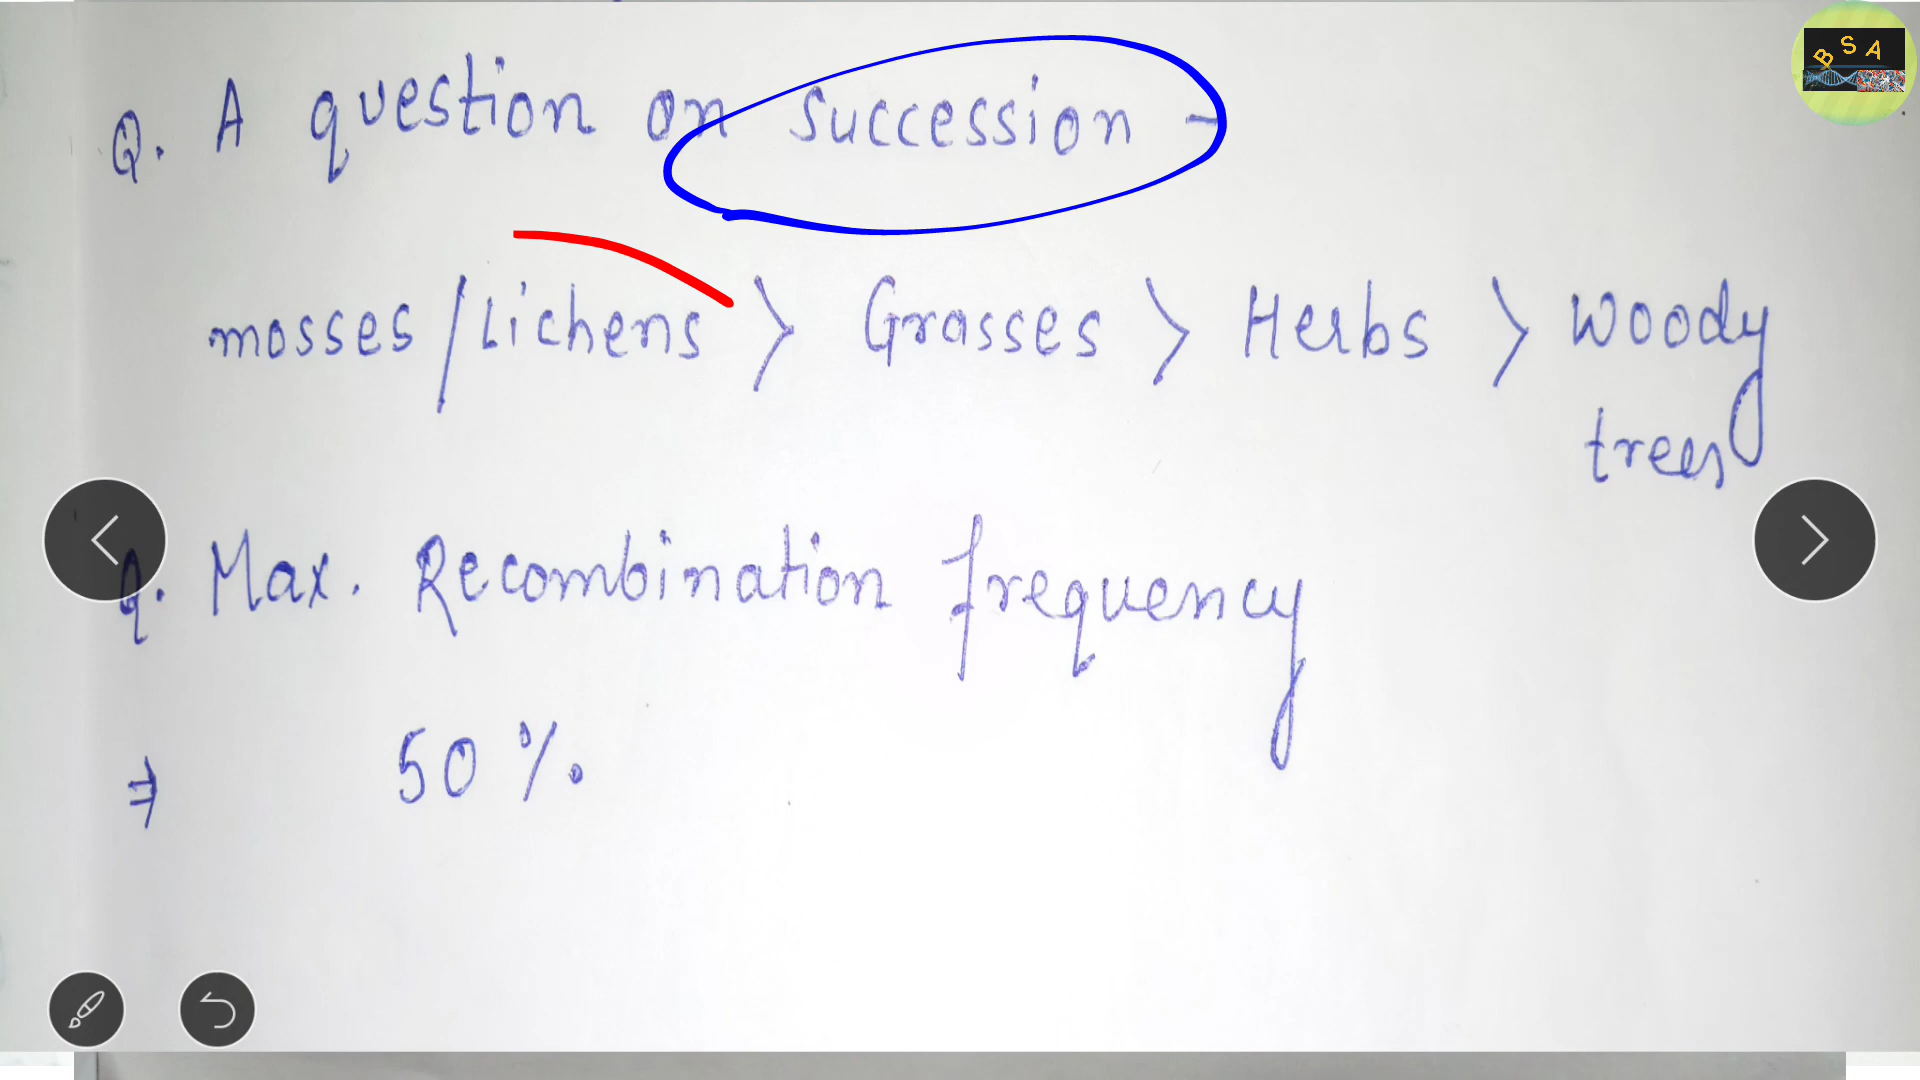 BSA
Q. A question on Succession -
mosses/Lichens > Grasses > Herbs > Woody
trees
Q. Max. Recombination frequency
⇒ 50%.